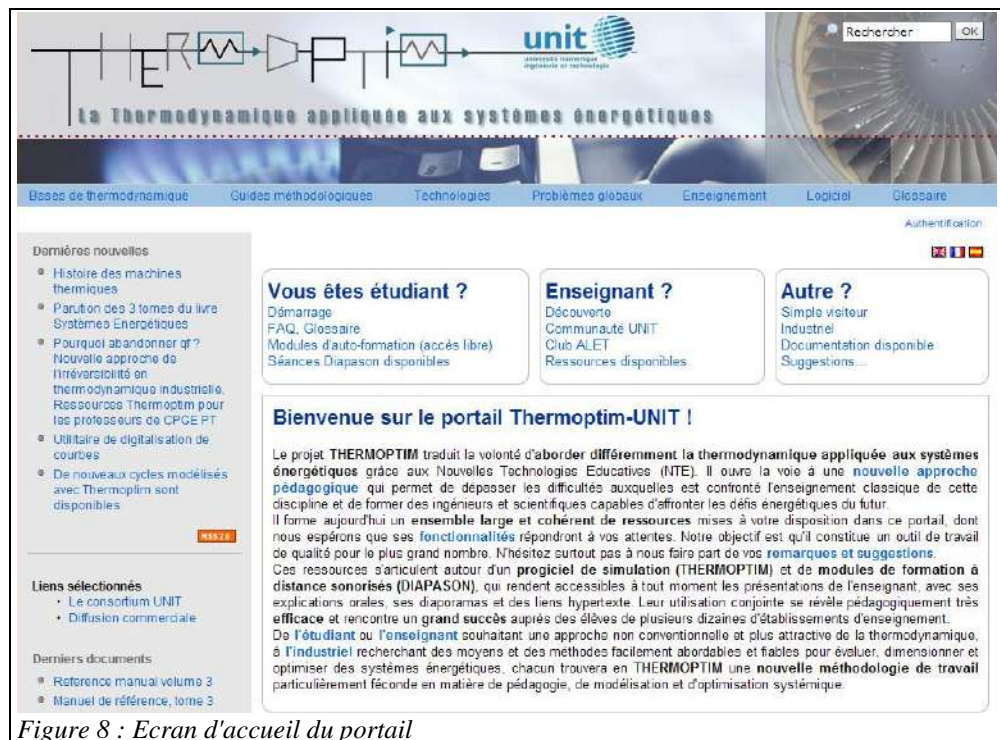 THERMOPTIM
unit
université numérique
ingénierie et technologie
Rechercher OK
La Thermodynamique appliquée aux systèmes énergétiques
Bases de thermodynamique Guides méthodologiques Technologies Problèmes globaux Enseignement Logiciel Glossaire
Authentification
Dernières nouvelles
Histoire des machines
thermiques
Parution des 3 tomes du livre
Systèmes Energétiques
Pourquoi abandonner qf ?
Nouvelle approche de
l'irréversibilité en
thermodynamique industrielle,
Ressources Thermoptim pour
les professeurs de CPGE PT
Utilitaire de digitalisation de
courbes
De nouveaux cycles modélisés
avec Thermoptim sont
disponibles
RSS 2.0
Liens sélectionnés
Le consortium UNIT
Diffusion commerciale
Derniers documents
Reference manual volume 3
Manuel de référence, tome 3
Vous êtes étudiant ?
Démarrage
FAQ, Glossaire
Modules d'auto-formation (accès libre)
Séances Diapason disponibles
Enseignant ?
Découverte
Communauté UNIT
Club ALET
Ressources disponibles
Autre ?
Simple visiteur
Industriel
Documentation disponible
Suggestions...
Bienvenue sur le portail Thermoptim-UNIT !
Le projet THERMOPTIM traduit la volonté d'aborder différemment la thermodynamique appliquée aux systèmes
énergétiques grâce aux Nouvelles Technologies Educatives (NTE). Il ouvre la voie à une nouvelle approche
pédagogique qui permet de dépasser les difficultés auxquelles est confronté l'enseignement classique de cette
discipline et de former des ingénieurs et scientifiques capables d'affronter les défis énergétiques du futur.
Il forme aujourd'hui un ensemble large et cohérent de ressources mises à votre disposition dans ce portail, dont
nous espérons que ses fonctionnalités répondront à vos attentes. Notre objectif est qu'il constitue un outil de travail
de qualité pour le plus grand nombre. N'hésitez surtout pas à nous faire part de vos remarques et suggestions.
Ces ressources s'articulent autour d'un progiciel de simulation (THERMOPTIM) et de modules de formation à
distance sonorisés (DIAPASON), qui rendent accessibles à tout moment les présentations de l'enseignant, avec ses
explications orales, ses diaporamas et des liens hypertexte. Leur utilisation conjointe se révèle pédagogiquement très
efficace et rencontre un grand succès auprès des élèves de plusieurs dizaines d'établissements d'enseignement.
De l'étudiant ou l'enseignant souhaitant une approche non conventionnelle et plus attractive de la thermodynamique,
à l'industriel recherchant des moyens et des méthodes facilement abordables et fiables pour évaluer, dimensionner et
optimiser des systèmes énergétiques, chacun trouvera en THERMOPTIM une nouvelle méthodologie de travail
particulièrement féconde en matière de pédagogie, de modélisation et d'optimisation systémique.
Figure 8 : Ecran d'accueil du portail